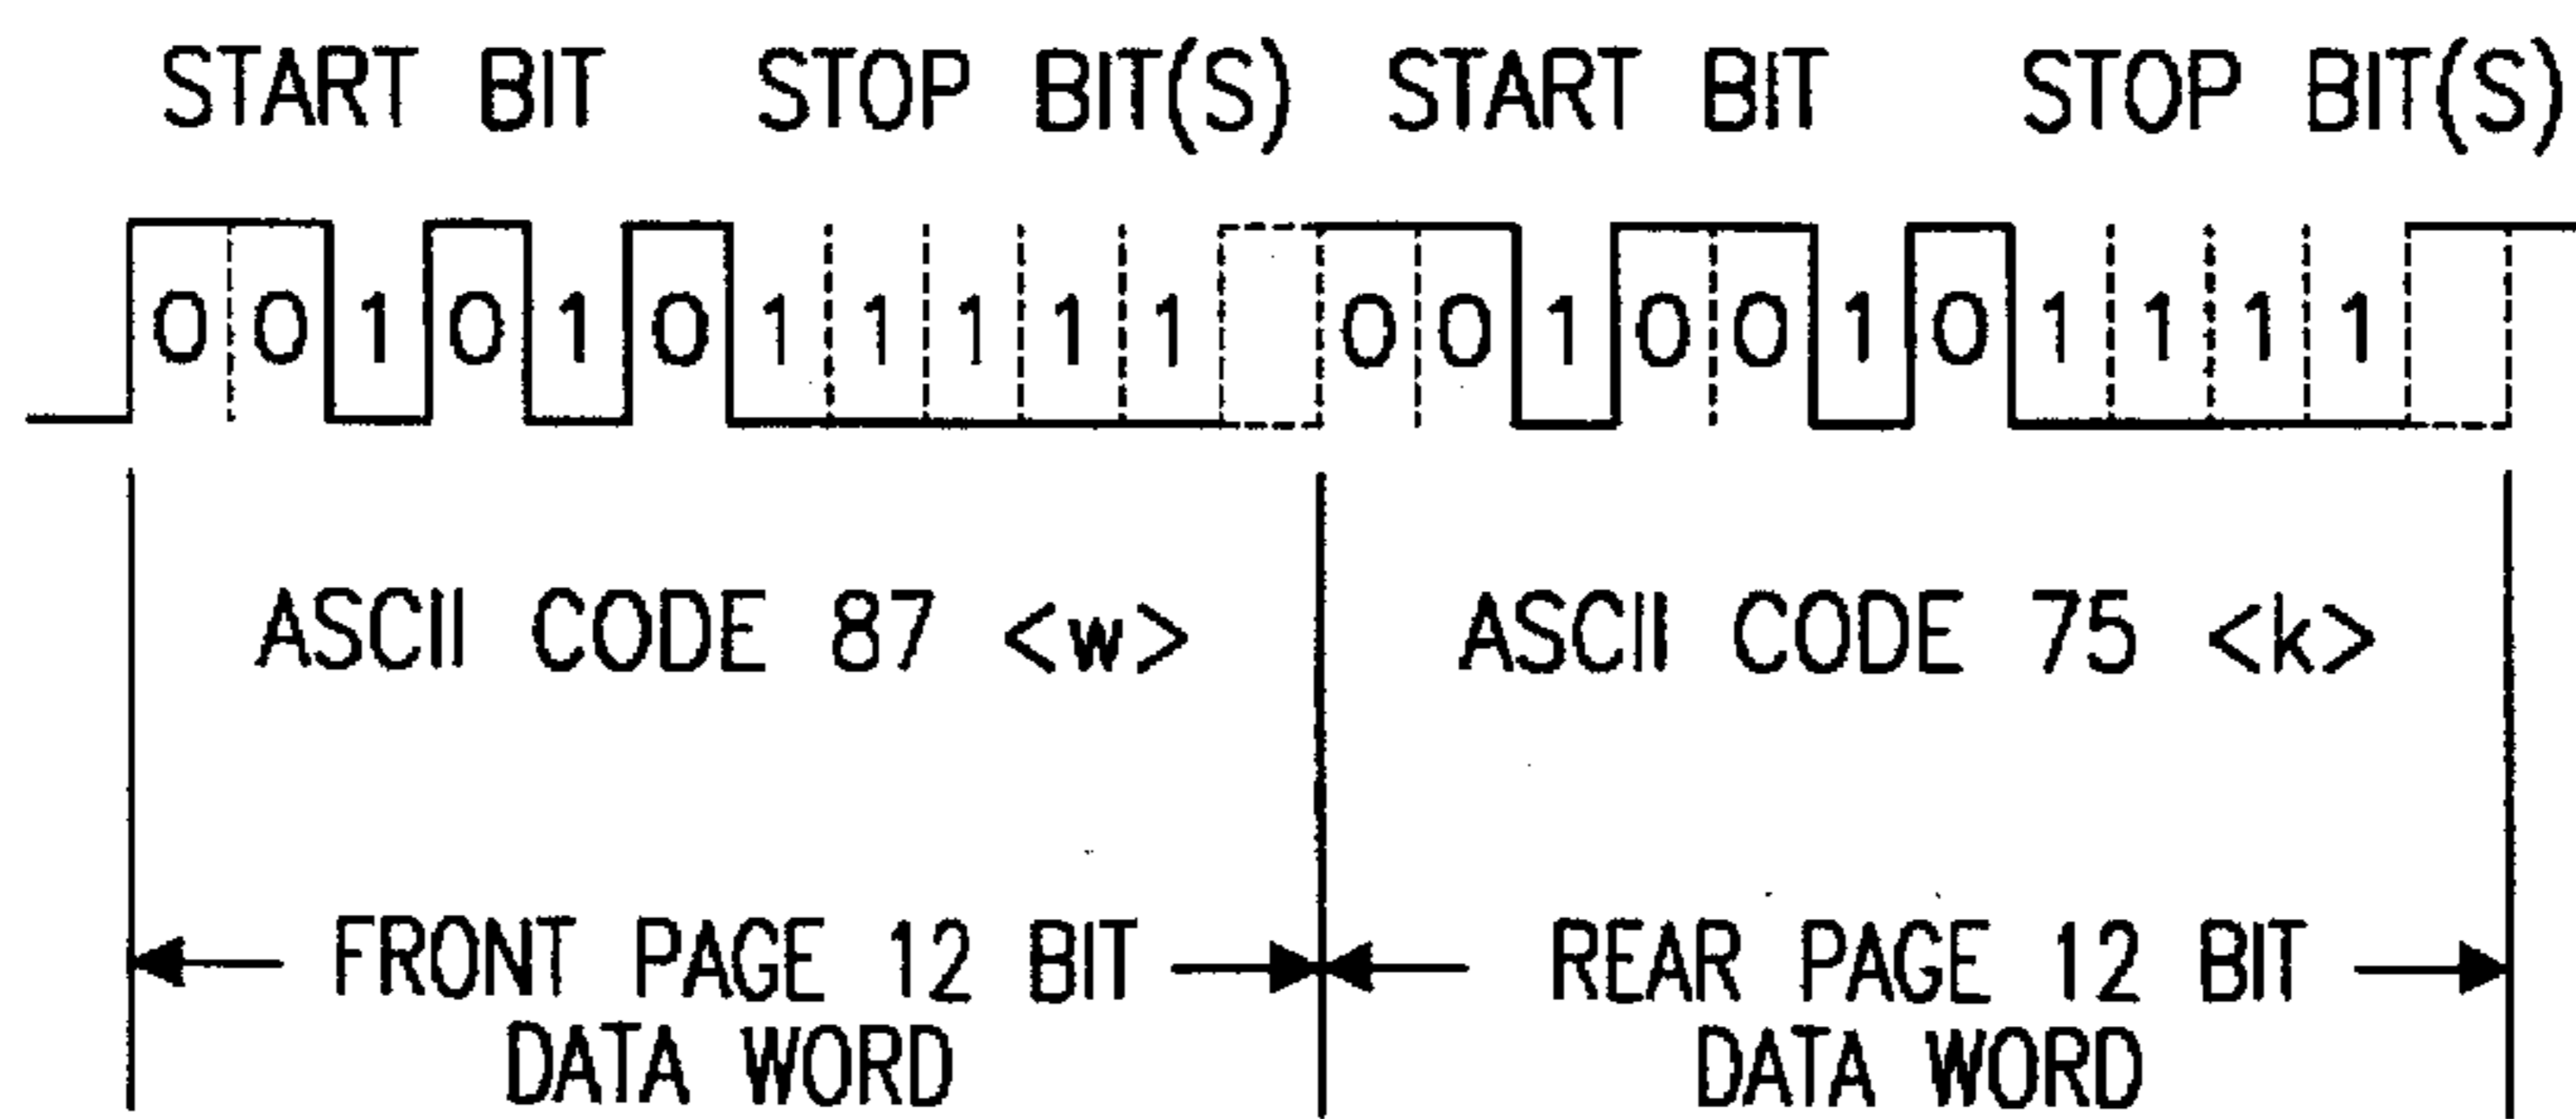 START BIT STOP BIT(S) START BIT STOP BIT(S)
0 0 1 0 1 0 1 1 1 1 1 0 0 1 0 0 1 0 1 1 1 1
ASCII CODE 87 <w> ASCII CODE 75 <k>
FRONT PAGE 12 BIT REAR PAGE 12 BIT
DATA WORD DATA WORD